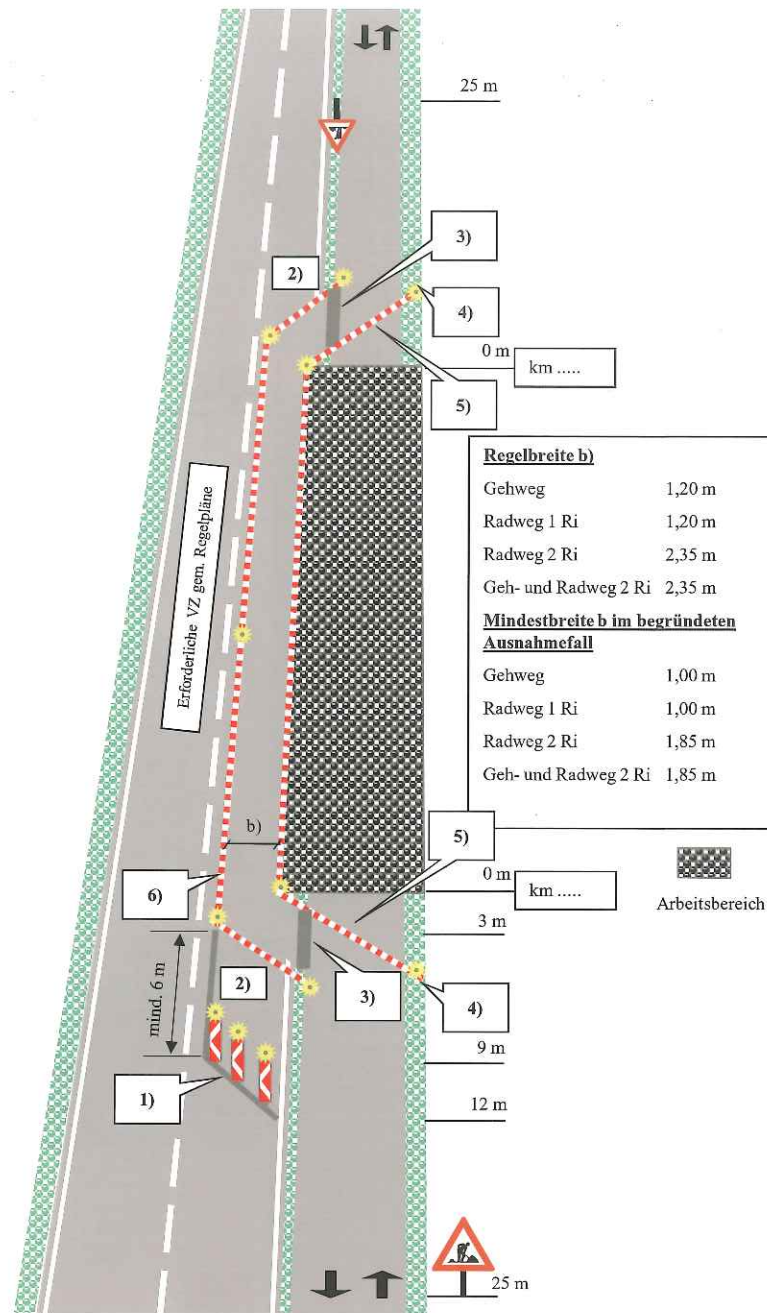 25 m
3)
2)
4)
0 m
km .....
5)
Erforderliche VZ gem. Regelpläne
Regelbreite b)
Gehweg 1,20 m
Radweg 1 Ri 1,20 m
Radweg 2 Ri 2,35 m
Geh- und Radweg 2 Ri 2,35 m
Mindestbreite b im begründeten
Ausnahmefall
Gehweg 1,00 m
Radweg 1 Ri 1,00 m
Radweg 2 Ri 1,85 m
Geh- und Radweg 2 Ri 1,85 m
b)
5)
6)
0 m
km .....
Arbeitsbereich
3 m
mind. 6 m
2)
3)
4)
9 m
1)
12 m
25 m